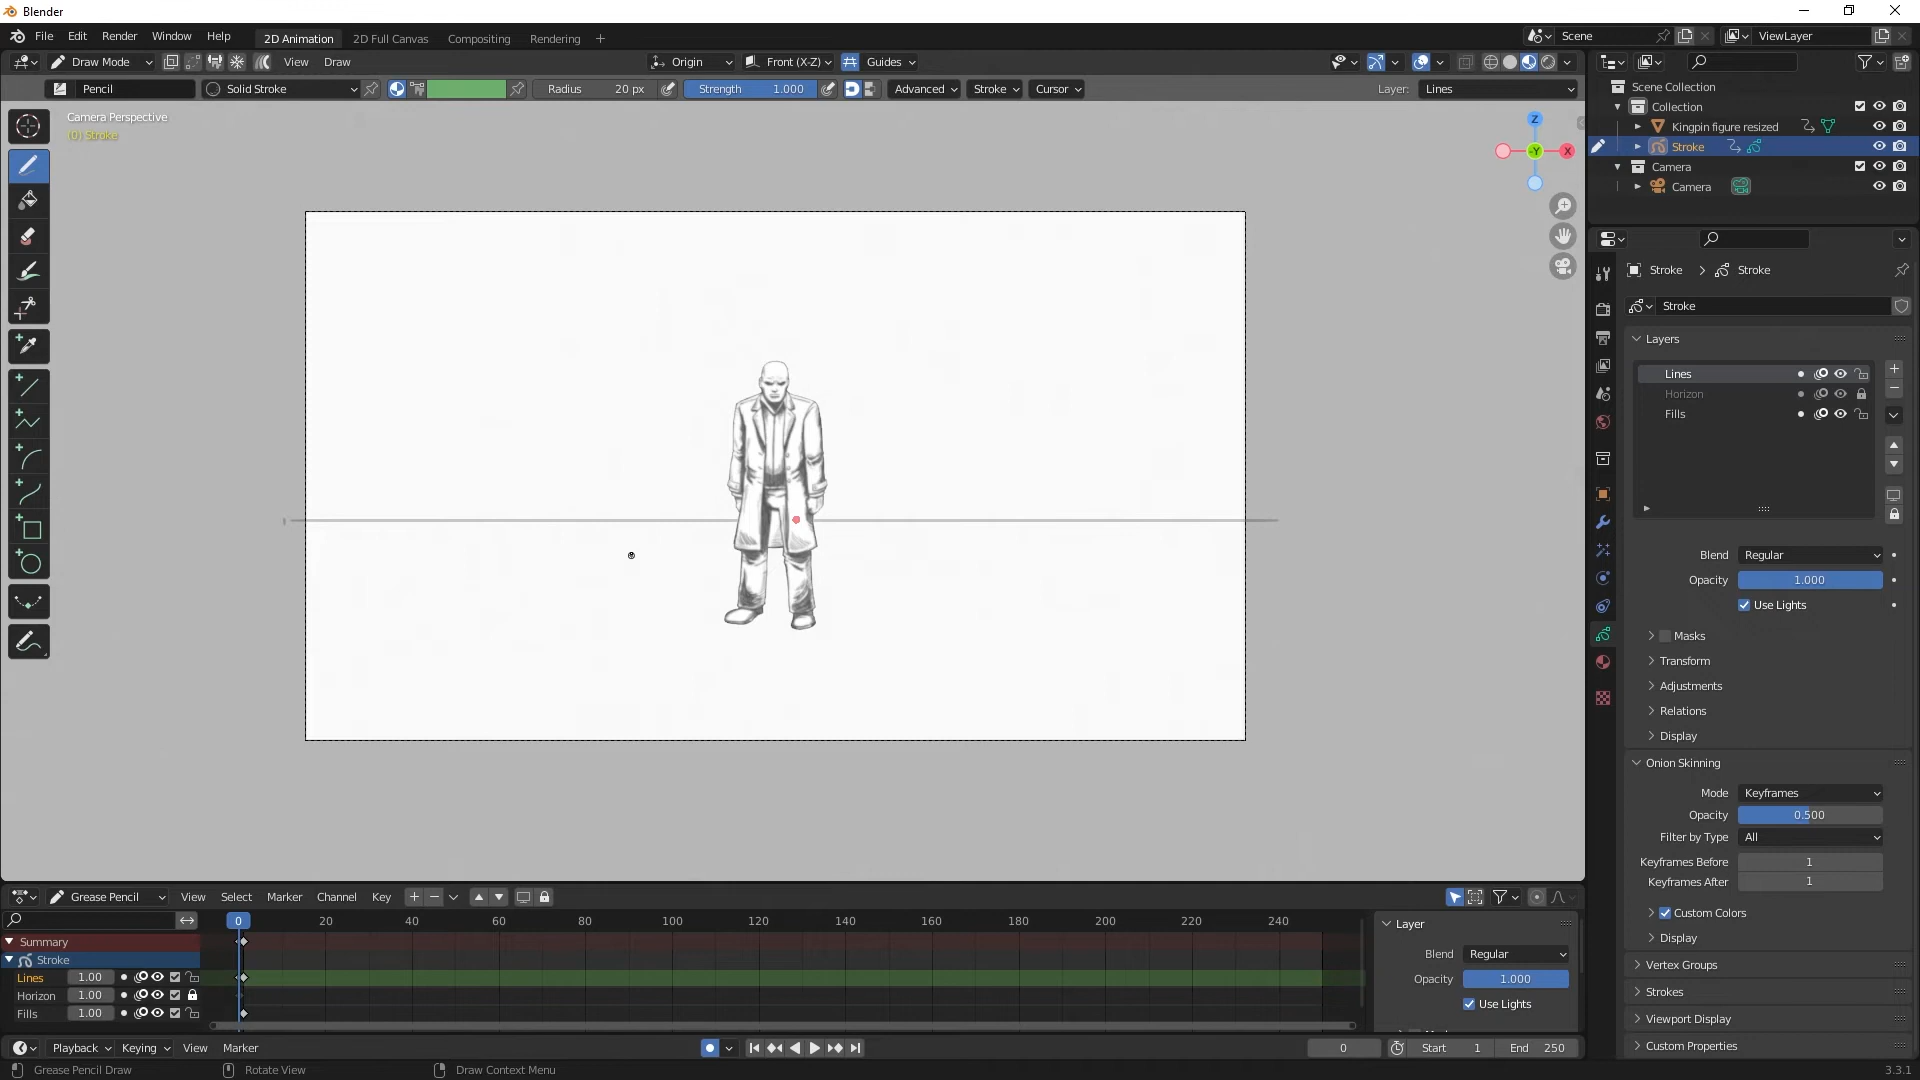 Blender
File Edit Render Window Help 2D Animation 2D Full Canvas Compositing Rendering + Scene ViewLayer
Draw Mode View Draw Origin Front (X-Z) Guides
Pencil Solid Stroke Radius 20 px Strength 1.000 Advanced Stroke Cursor Layer: Lines
Camera Perspective
(0) Stroke
Z
-Y
X
Scene Collection
Collection
Kingpin figure resized
Stroke
Camera
Camera
Stroke > Stroke
Stroke
Layers
Lines
Horizon
Fills
Blend Regular
Opacity 1.000
Use Lights
Masks
Transform
Adjustments
Relations
Display
Onion Skinning
Mode Keyframes
Opacity 0.500
Filter by Type All
Keyframes Before 1
Keyframes After 1
Custom Colors
Display
Vertex Groups
Strokes
Viewport Display
Custom Properties
Grease Pencil View Select Marker Channel Key
0 20 40 60 80 100 120 140 160 180 200 220 240
Summary
Stroke
Lines 1.00
Horizon 1.00
Fills 1.00
Layer
Blend Regular
Opacity 1.000
Use Lights
Playback Keying View Marker 0 Start 1 End 250
Grease Pencil Draw Rotate View Draw Context Menu 3.3.1